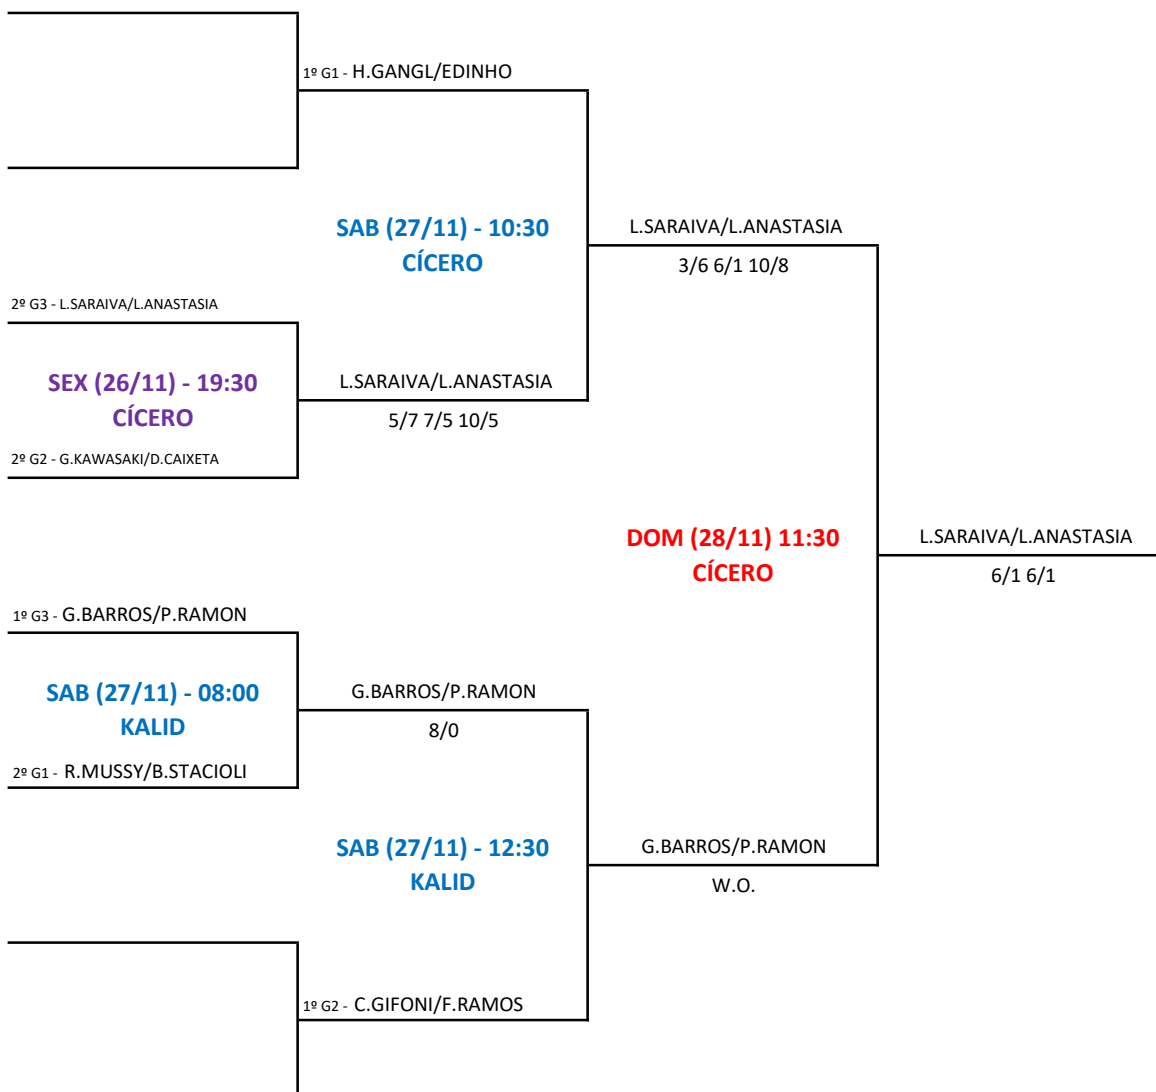 1º G1 - H.GANGL/EDINHO
SAB (27/11) - 10:30
CÍCERO
L.SARAIVA/L.ANASTASIA
3/6 6/1 10/8
2º G3 - L.SARAIVA/L.ANASTASIA
SEX (26/11) - 19:30
CÍCERO
L.SARAIVA/L.ANASTASIA
5/7 7/5 10/5
2º G2 - G.KAWASAKI/D.CAIXETA
DOM (28/11) 11:30
CÍCERO
L.SARAIVA/L.ANASTASIA
6/1 6/1
1º G3 - G.BARROS/P.RAMON
SAB (27/11) - 08:00
KALID
G.BARROS/P.RAMON
8/0
2º G1 - R.MUSSY/B.STACIOLI
SAB (27/11) - 12:30
KALID
G.BARROS/P.RAMON
W.O.
1º G2 - C.GIFONI/F.RAMOS